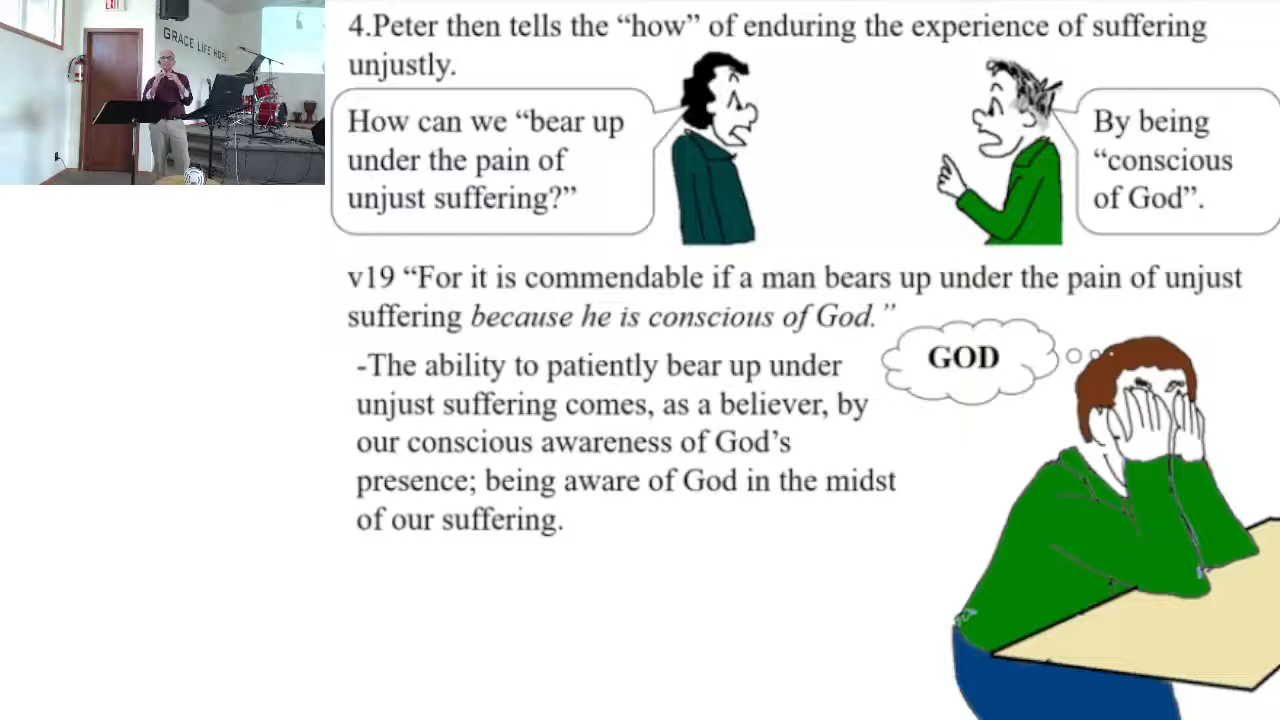 GRACE LIFE HOPE
4.Peter then tells the “how” of enduring the experience of suffering
unjustly.
How can we “bear up
under the pain of
unjust suffering?”
By being
“conscious
of God”.
v19 “For it is commendable if a man bears up under the pain of unjust
suffering because he is conscious of God.”
GOD
-The ability to patiently bear up under
unjust suffering comes, as a believer, by
our conscious awareness of God’s
presence; being aware of God in the midst
of our suffering.